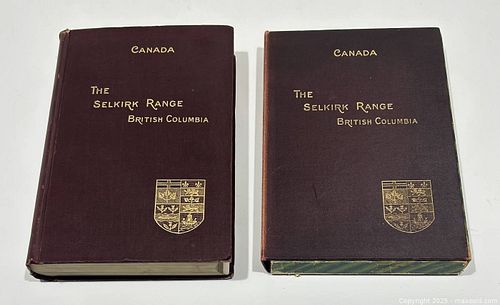 CANADA
THE
SELKIRK RANGE
BRITISH COLUMBIA
CANADA
THE
SELKIRK RANGE
BRITISH COLUMBIA
Copyright 2025 - maxsold.com